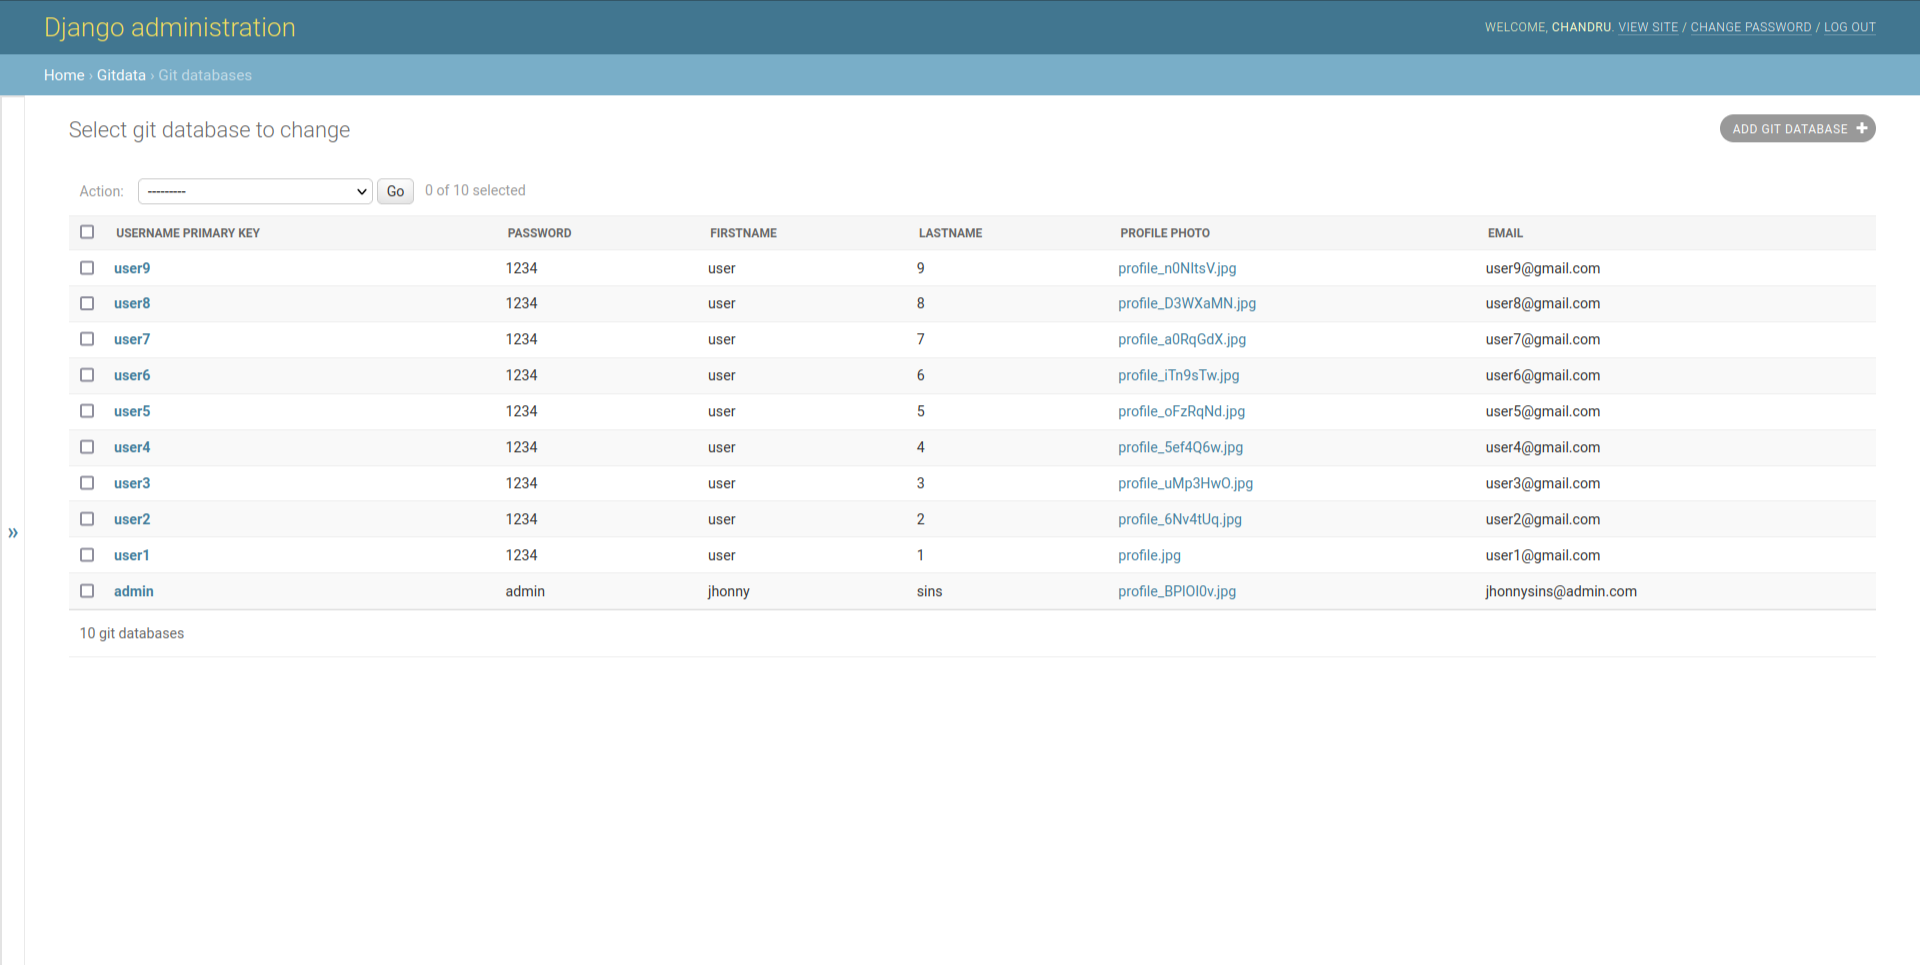 Django administration
WELCOME, CHANDRU. VIEW SITE / CHANGE PASSWORD / LOG OUT
Home › Gitdata › Git databases
Select git database to change
ADD GIT DATABASE +
Action: --------- Go 0 of 10 selected
USERNAME PRIMARY KEY PASSWORD FIRSTNAME LASTNAME PROFILE PHOTO EMAIL
user9 1234 user 9 profile_n0NItsV.jpg user9@gmail.com
user8 1234 user 8 profile_D3WXaMN.jpg user8@gmail.com
user7 1234 user 7 profile_a0RqGdX.jpg user7@gmail.com
user6 1234 user 6 profile_iTn9sTw.jpg user6@gmail.com
user5 1234 user 5 profile_oFzRqNd.jpg user5@gmail.com
user4 1234 user 4 profile_5ef4Q6w.jpg user4@gmail.com
user3 1234 user 3 profile_uMp3HwO.jpg user3@gmail.com
user2 1234 user 2 profile_6Nv4tUq.jpg user2@gmail.com
user1 1234 user 1 profile.jpg user1@gmail.com
admin admin jhonny sins profile_BPIOI0v.jpg jhonnysins@admin.com
»
10 git databases